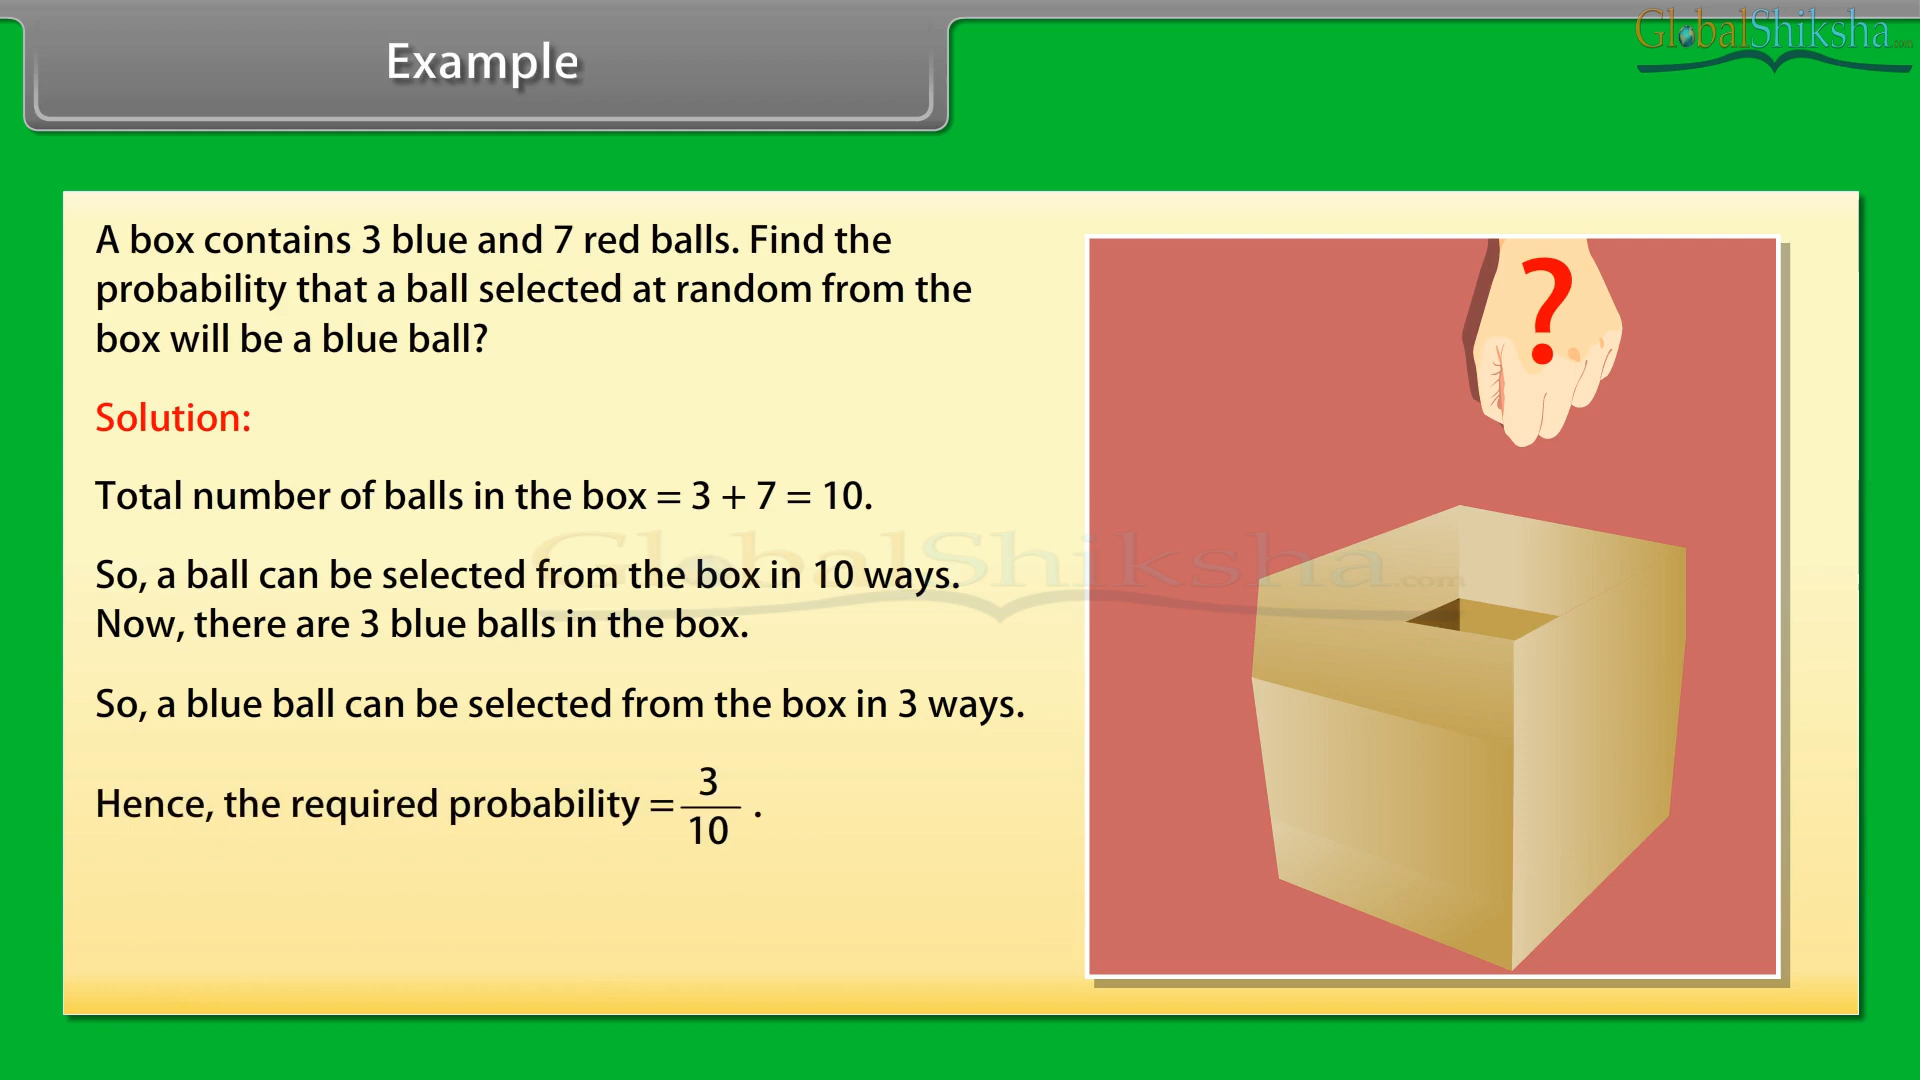 Example
GlobalShiksha.com
A box contains 3 blue and 7 red balls. Find the
probability that a ball selected at random from the
box will be a blue ball?
Solution:
Total number of balls in the box = 3 + 7 = 10.
So, a ball can be selected from the box in 10 ways.
Now, there are 3 blue balls in the box.
So, a blue ball can be selected from the box in 3 ways.
Hence, the required probability = 3/10 .
?
GlobalShiksha.com